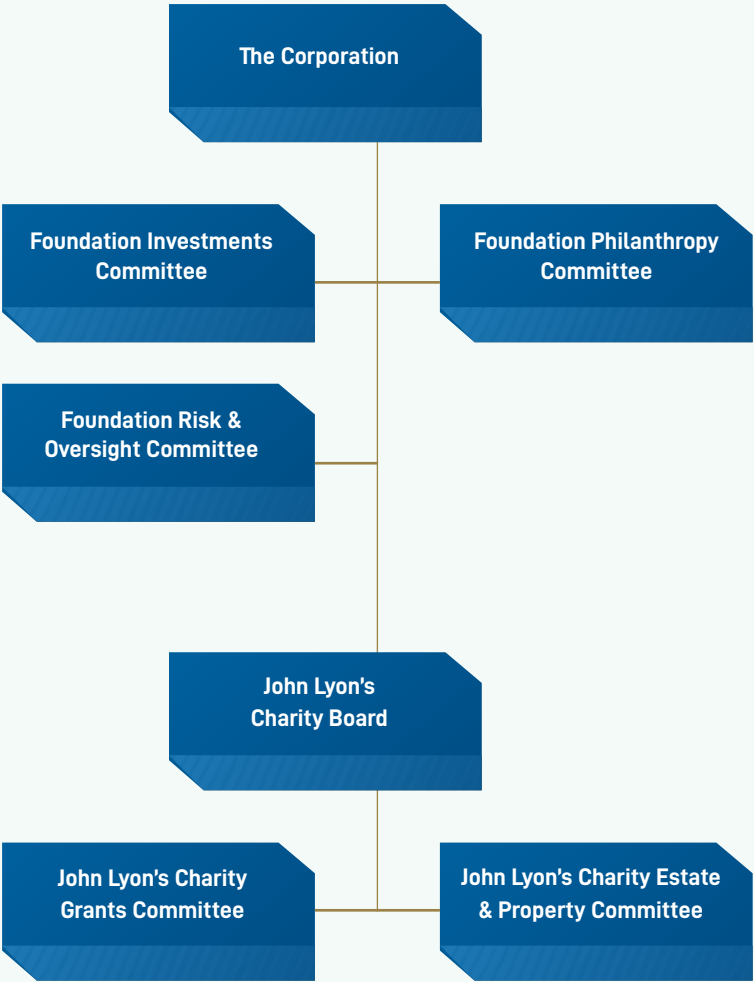 The Corporation
Foundation Investments
Committee
Foundation Philanthropy
Committee
Foundation Risk &
Oversight Committee
John Lyon's
Charity Board
John Lyon's Charity
Grants Committee
John Lyon's Charity Estate
& Property Committee